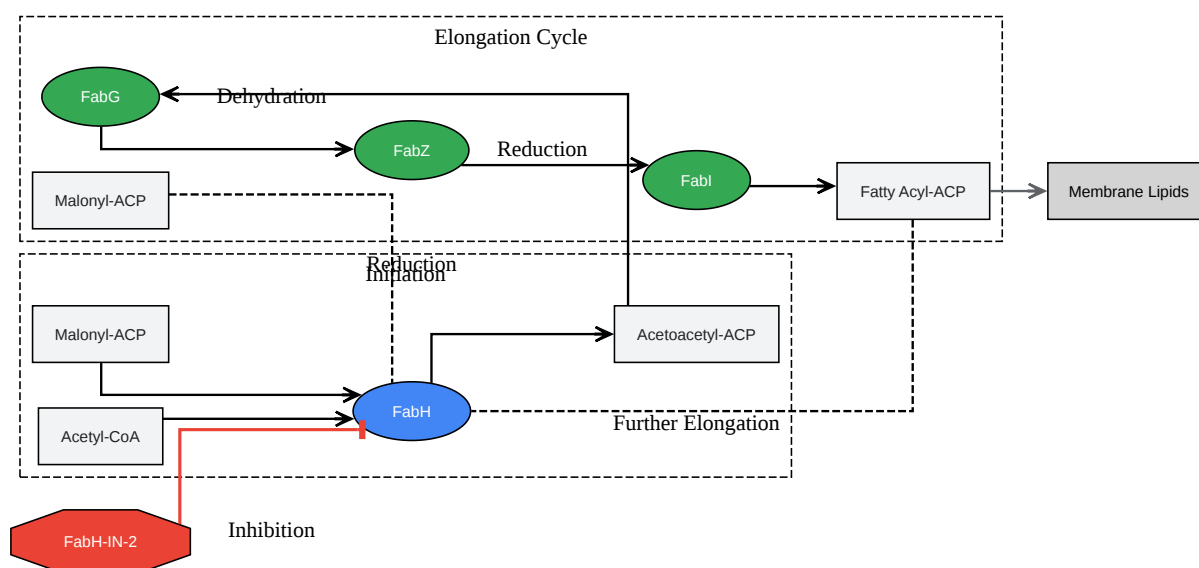 Elongation Cycle
FabG
Dehydration
FabZ
Reduction
FabI
Malonyl-ACP
Fatty Acyl-ACP
Membrane Lipids
Reduction
Initiation
Malonyl-ACP
Acetoacetyl-ACP
FabH
Further Elongation
Acetyl-CoA
FabH-IN-2
Inhibition